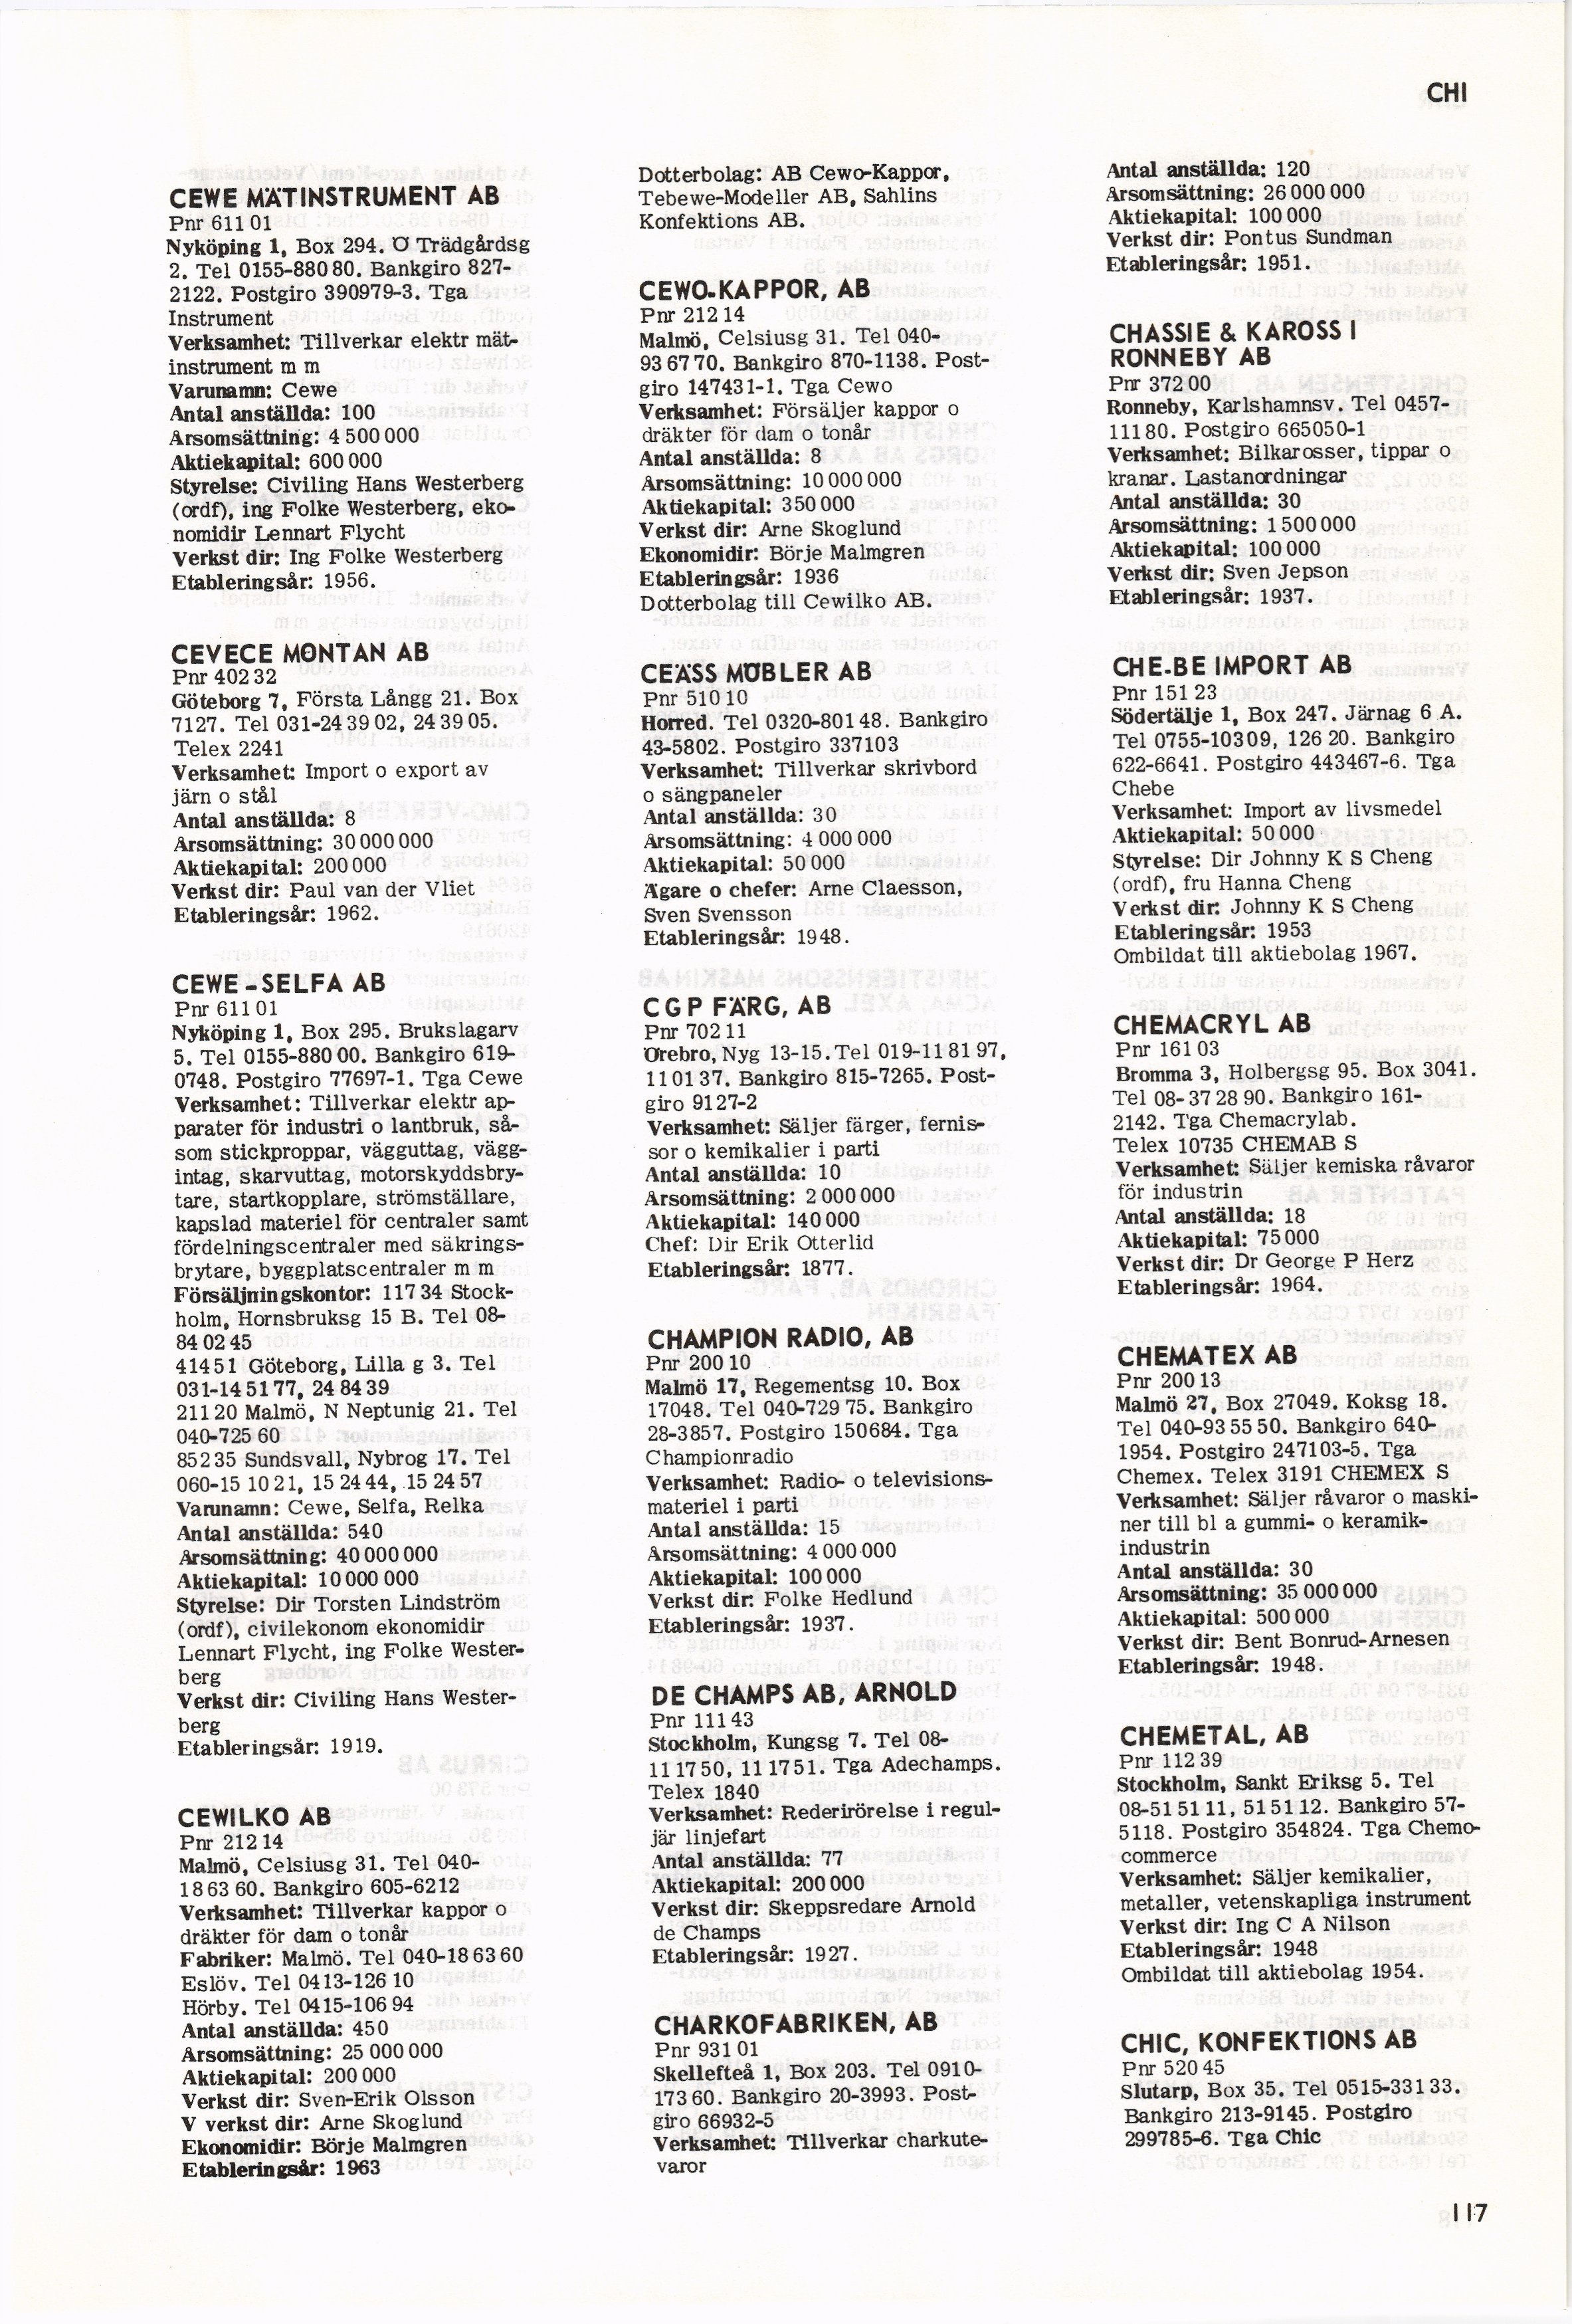 CHI
CEWE MÄTINSTRUMENT AB
Pnr 611 01
Nyköping 1, Box 294. Ö Trädgårdsg
2. Tel 0155-880 80. Bankgiro 827-
2122. Postgiro 390979-3. Tga
Instrument
Verksamhet: Tillverkar elektr mät-
instrument m m
Varunamn: Cewe
Antal anställda: 100
Årsomsättning: 4 500 000
Aktiekapital: 600 000
Styrelse: Civiling Hans Westerberg
(ordf), ing Folke Westerberg, eko-
nomidir Lennart Flycht
Verkst dir: Ing Folke Westerberg
Etableringsår: 1956.
CEVECE MONTAN AB
Pnr 402 32
Göteborg 7, Första Långg 21. Box
7127. Tel 031-24 39 02, 24 39 05.
Telex 2241
Verksamhet: Import o export av
järn o stål
Antal anställda: 8
Årsomsättning: 30 000 000
Aktiekapital: 200 000
Verkst dir: Paul van der Vliet
Etableringsår: 1962.
CEWE-SELFA AB
Pnr 611 01
Nyköping 1, Box 295. Brukslagarv
5. Tel 0155-880 00. Bankgiro 619-
0748. Postgiro 77697-1. Tga Cewe
Verksamhet: Tillverkar elektr ap-
parater för industri o lantbruk, så-
som stickproppar, vägguttag, vägg-
intag, skarvuttag, motorskyddsbry-
tare, startkopplare, strömställare,
kapslad materiel för centraler samt
fördelningscentraler med säkrings-
brytare, byggplatscentraler m m
Försäljningskontor: 117 34 Stock-
holm, Hornsbruksg 15 B. Tel 08-
84 02 45
414 51 Göteborg, Lilla g 3. Tel
031-14 51 77, 24 84 39
211 20 Malmö, N Neptunig 21. Tel
040-725 60
852 35 Sundsvall, Nybrog 17. Tel
060-15 10 21, 15 24 44, 15 24 57
Varunamn: Cewe, Selfa, Relka
Antal anställda: 540
Årsomsättning: 40 000 000
Aktiekapital: 10 000 000
Styrelse: Dir Torsten Lindström
(ordf), civilekonom ekonomidir
Lennart Flycht, ing Folke Wester-
berg
Verkst dir: Civiling Hans Wester-
berg
Etableringsår: 1919.
CEWILKO AB
Pnr 212 14
Malmö, Celsiusg 31. Tel 040-
18 63 60. Bankgiro 605-6212
Verksamhet: Tillverkar kappor o
dräkter för dam o tonår
Fabriker: Malmö. Tel 040-18 63 60
Eslöv. Tel 0413-126 10
Hörby. Tel 0415-106 94
Antal anställda: 450
Årsomsättning: 25 000 000
Aktiekapital: 200 000
Verkst dir: Sven-Erik Olsson
V verkst dir: Arne Skoglund
Ekonomidir: Börje Malmgren
Etableringsår: 1963
Dotterbolag: AB Cewo-Kappor,
Tebewe-Modeller AB, Sahlins
Konfektions AB.
CEWO-KAPPOR, AB
Pnr 212 14
Malmö, Celsiusg 31. Tel 040-
93 67 70. Bankgiro 870-1138. Post-
giro 147431-1. Tga Cewo
Verksamhet: Försäljer kappor o
dräkter för dam o tonår
Antal anställda: 8
Årsomsättning: 10 000 000
Aktiekapital: 350 000
Verkst dir: Arne Skoglund
Ekonomidir: Börje Malmgren
Etableringsår: 1936
Dotterbolag till Cewilko AB.
CEÄSS MÖBLER AB
Pnr 510 10
Horred. Tel 0320-801 48. Bankgiro
43-5802. Postgiro 337103
Verksamhet: Tillverkar skrivbord
o sängpaneler
Antal anställda: 30
Årsomsättning: 4 000 000
Aktiekapital: 50 000
Ägare o chefer: Arne Claesson,
Sven Svensson
Etableringsår: 1948.
CGP FÄRG, AB
Pnr 702 11
Örebro, Nyg 13-15. Tel 019-11 81 97,
11 01 37. Bankgiro 815-7265. Post-
giro 9127-2
Verksamhet: Säljer färger, fernis-
sor o kemikalier i parti
Antal anställda: 10
Årsomsättning: 2 000 000
Aktiekapital: 140 000
Chef: Dir Erik Otterlid
Etableringsår: 1877.
CHAMPION RADIO, AB
Pnr 200 10
Malmö 17, Regementsg 10. Box
17048. Tel 040-729 75. Bankgiro
28-3857. Postgiro 150684. Tga
Championradio
Verksamhet: Radio- o televisions-
materiel i parti
Antal anställda: 15
Årsomsättning: 4 000 000
Aktiekapital: 100 000
Verkst dir: Folke Hedlund
Etableringsår: 1937.
DE CHAMPS AB, ARNOLD
Pnr 111 43
Stockholm, Kungsg 7. Tel 08-
11 17 50, 11 17 51. Tga Adechamps.
Telex 1840
Verksamhet: Rederirörelse i regul-
jär linjefart
Antal anställda: 77
Aktiekapital: 200 000
Verkst dir: Skeppsredare Arnold
de Champs
Etableringsår: 1927.
CHARKOFABRIKEN, AB
Pnr 931 01
Skellefteå 1, Box 203. Tel 0910-
173 60. Bankgiro 20-3993. Post-
giro 66932-5
Verksamhet: Tillverkar charkute-
varor
Antal anställda: 120
Årsomsättning: 26 000 000
Aktiekapital: 100 000
Verkst dir: Pontus Sundman
Etableringsår: 1951.
CHASSIE & KAROSS I
RONNEBY AB
Pnr 372 00
Ronneby, Karlshamnsv. Tel 0457-
111 80. Postgiro 665050-1
Verksamhet: Bilkarosser, tippar o
kranar. Lastanordningar
Antal anställda: 30
Årsomsättning: 1 500 000
Aktiekapital: 100 000
Verkst dir: Sven Jepson
Etableringsår: 1937.
CHE-BE IMPORT AB
Pnr 151 23
Södertälje 1, Box 247. Järnag 6 A.
Tel 0755-103 09, 126 20. Bankgiro
622-6641. Postgiro 443467-6. Tga
Chebe
Verksamhet: Import av livsmedel
Aktiekapital: 50 000
Styrelse: Dir Johnny K S Cheng
(ordf), fru Hanna Cheng
Verkst dir: Johnny K S Cheng
Etableringsår: 1953
Ombildat till aktiebolag 1967.
CHEMACRYL AB
Pnr 161 03
Bromma 3, Holbergsg 95. Box 3041.
Tel 08-37 28 90. Bankgiro 161-
2142. Tga Chemacrylab.
Telex 10735 CHEMAB S
Verksamhet: Säljer kemiska råvaror
för industrin
Antal anställda: 18
Aktiekapital: 75 000
Verkst dir: Dr George P Herz
Etableringsår: 1964.
CHEMATEX AB
Pnr 200 13
Malmö 27, Box 27049. Koksg 18.
Tel 040-93 55 50. Bankgiro 640-
1954. Postgiro 247103-5. Tga
Chemex. Telex 3191 CHEMEX S
Verksamhet: Säljer råvaror o maski-
ner till bl a gummi- o keramik-
industrin
Antal anställda: 30
Årsomsättning: 35 000 000
Aktiekapital: 500 000
Verkst dir: Bent Bonrud-Arnesen
Etableringsår: 1948.
CHEMETAL, AB
Pnr 112 39
Stockholm, Sankt Eriksg 5. Tel
08-51 51 11, 51 51 12. Bankgiro 57-
5118. Postgiro 354824. Tga Chemo-
commerce
Verksamhet: Säljer kemikalier,
metaller, vetenskapliga instrument
Verkst dir: Ing C A Nilson
Etableringsår: 1948
Ombildat till aktiebolag 1954.
CHIC, KONFEKTIONS AB
Pnr 520 45
Slutarp, Box 35. Tel 0515-331 33.
Bankgiro 213-9145. Postgiro
299785-6. Tga Chic
117